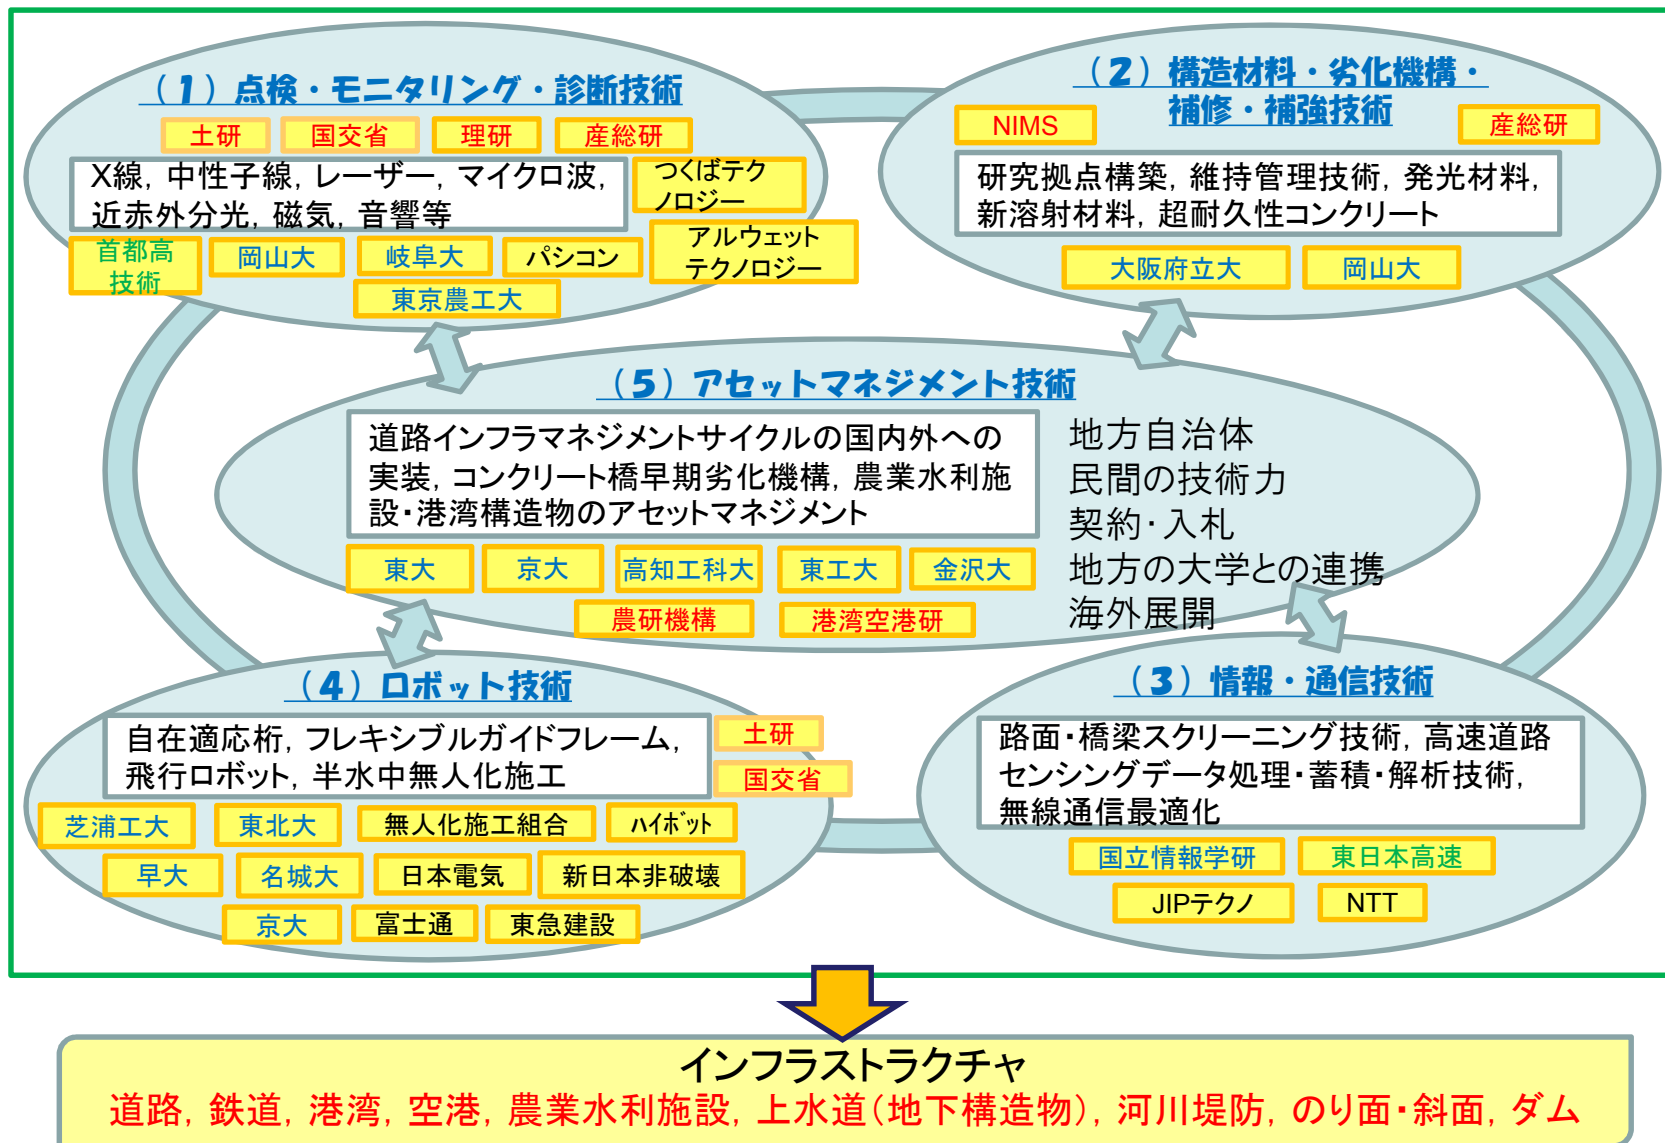 (1)点検・モニタリング・診断技術
土研
国交省
理研
産総研
X線, 中性子線, レーザー, マイクロ波,
近赤外分光, 磁気, 音響等
つくばテク
ノロジー
アルウェット
テクノロジー
首都高
技術
岡山大
岐阜大
パシコン
東京農工大
(2)構造材料・劣化機構・
補修・補強技術
NIMS
産総研
研究拠点構築, 維持管理技術, 発光材料,
新溶射材料, 超耐久性コンクリート
大阪府立大
岡山大
(5)アセットマネジメント技術
道路インフラマネジメントサイクルの国内外への
実装, コンクリート橋早期劣化機構, 農業水利施
設・港湾構造物のアセットマネジメント
地方自治体
民間の技術力
契約・入札
地方の大学との連携
海外展開
東大
京大
高知工科大
東工大
金沢大
農研機構
港湾空港研
(4)ロボット技術
自在適応桁, フレキシブルガイドフレーム,
飛行ロボット, 半水中無人化施工
土研
国交省
芝浦工大
東北大
無人化施工組合
ハイボット
早大
名城大
日本電気
新日本非破壊
京大
富士通
東急建設
(3)情報・通信技術
路面・橋梁スクリーニング技術, 高速道路
センシングデータ処理・蓄積・解析技術,
無線通信最適化
国立情報学研
東日本高速
JIPテクノ
NTT
インフラストラクチャ
道路, 鉄道, 港湾, 空港, 農業水利施設, 上水道(地下構造物), 河川堤防, のり面・斜面, ダム